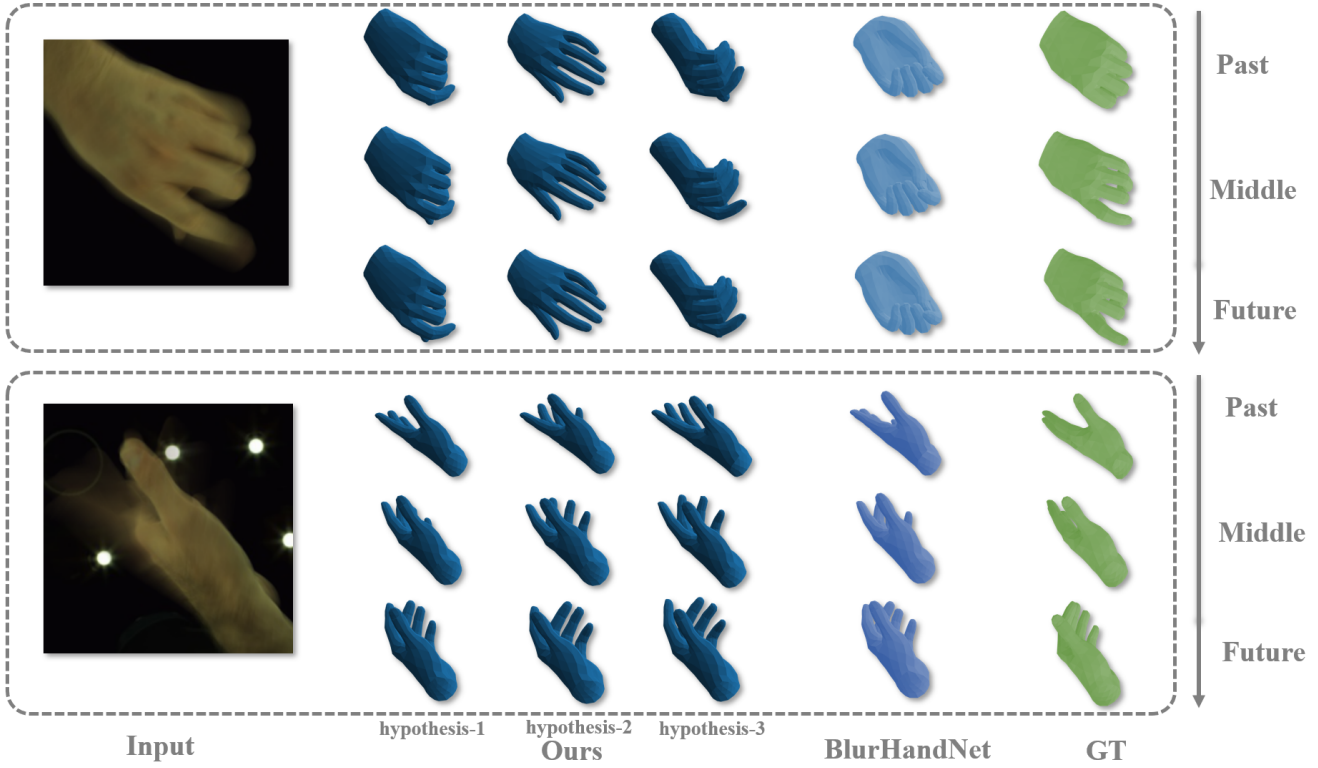 Past
Middle
Future
Past
Middle
Future
hypothesis-1
hypothesis-2
hypothesis-3
Input
Ours
BlurHandNet
GT